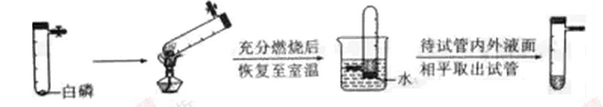 白磷
充分燃烧后
恢复至室温
水
待试管内外液面
相平取出试管